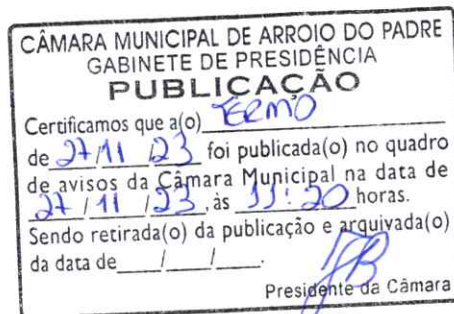 CÂMARA MUNICIPAL DE ARROIO DO PADRE
GABINETE DE PRESIDÊNCIA
PUBLICAÇÃO
Certificamos que a(o) TERMO
de 27/11/23 foi publicada(o) no quadro
de avisos da Câmara Municipal na data de
27/11/23, às 11:20 horas.
Sendo retirada(o) da publicação e arquivada(o)
da data de ___/___/___.
Presidente da Câmara